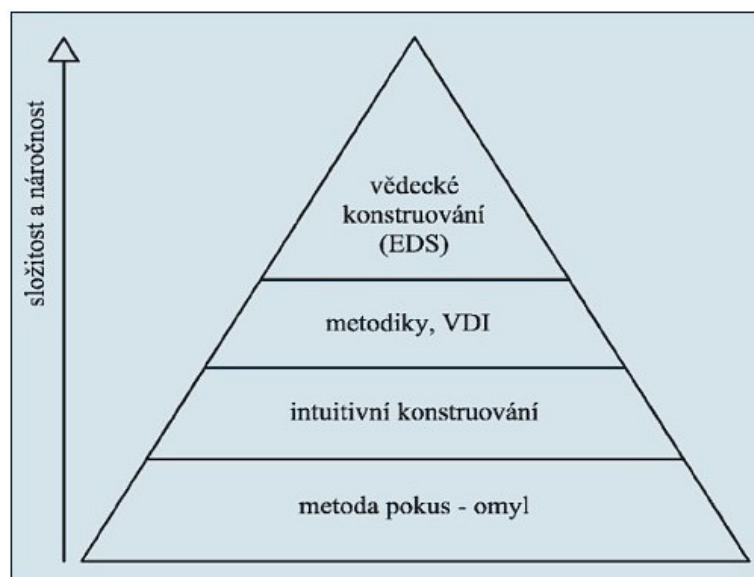 složitost a náročnost
vědecké
konstruování
(EDS)
metodiky, VDI
intuitivní konstruování
metoda pokus - omyl